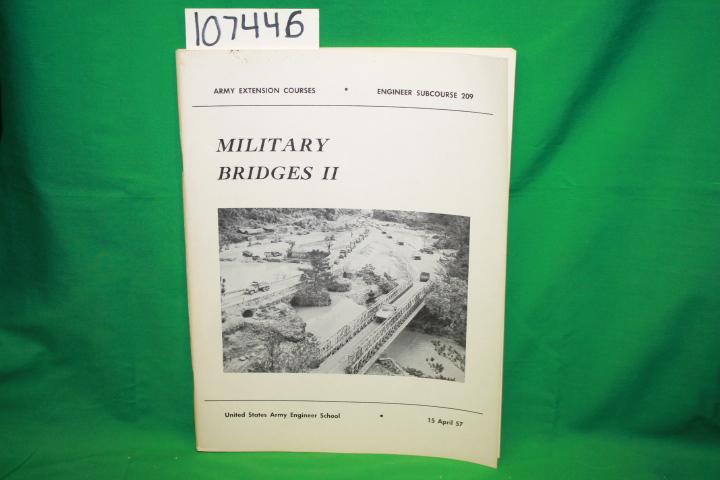 107446
ARMY EXTENSION COURSES • ENGINEER SUBCOURSE 209
MILITARY
BRIDGES II
United States Army Engineer School • 15 April 57